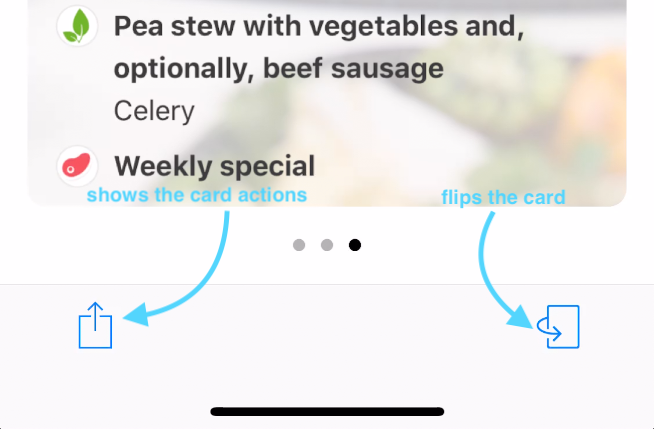 Pea stew with vegetables and,
optionally, beef sausage
Celery
Weekly special
shows the card actions
flips the card